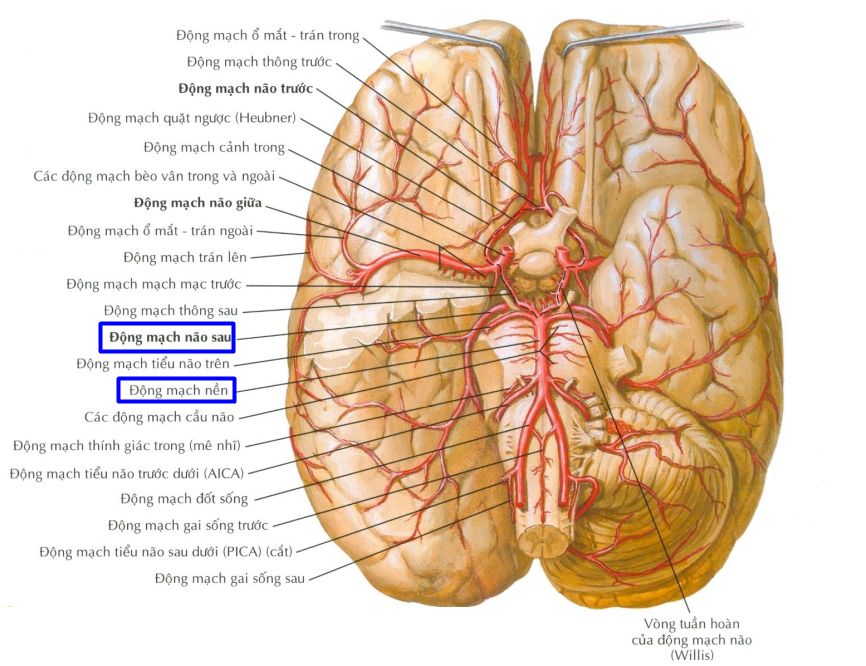 Động mạch ổ mắt - trán trong
Động mạch thông trước
Động mạch não trước
Động mạch quặt ngược (Heubner)
Động mạch cảnh trong
Các động mạch bèo vân trong và ngoài
Động mạch não giữa
Động mạch ổ mắt - trán ngoài
Động mạch trán lên
Động mạch mạch mạc trước
Động mạch thông sau
Động mạch não sau
Động mạch tiểu não trên
Động mạch nền
Các động mạch cầu não
Động mạch thính giác trong (mê nhĩ)
Động mạch tiểu não trước dưới (AICA)
Động mạch đốt sống
Động mạch gai sống trước
Động mạch tiểu não sau dưới (PICA) (cắt)
Động mạch gai sống sau
Vòng tuần hoàn
của động mạch não
(Willis)